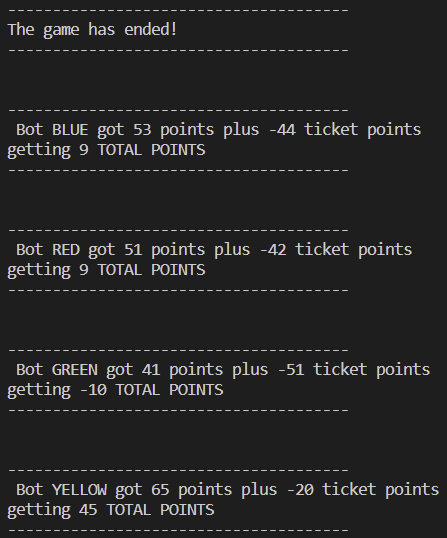 --------------------------------------
The game has ended!
--------------------------------------
--------------------------------------
Bot BLUE got 53 points plus -44 ticket points
getting 9 TOTAL POINTS
--------------------------------------
--------------------------------------
Bot RED got 51 points plus -42 ticket points
getting 9 TOTAL POINTS
--------------------------------------
--------------------------------------
Bot GREEN got 41 points plus -51 ticket points
getting -10 TOTAL POINTS
--------------------------------------
--------------------------------------
Bot YELLOW got 65 points plus -20 ticket points
getting 45 TOTAL POINTS
--------------------------------------